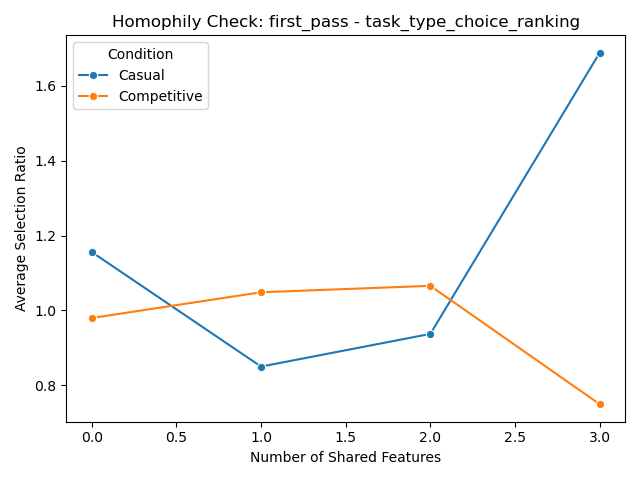 Homophily Check: first_pass - task_type_choice_ranking
Condition
Casual
Competitive
Average Selection Ratio
1.6
1.4
1.2
1.0
0.8
0.0 0.5 1.0 1.5 2.0 2.5 3.0
Number of Shared Features